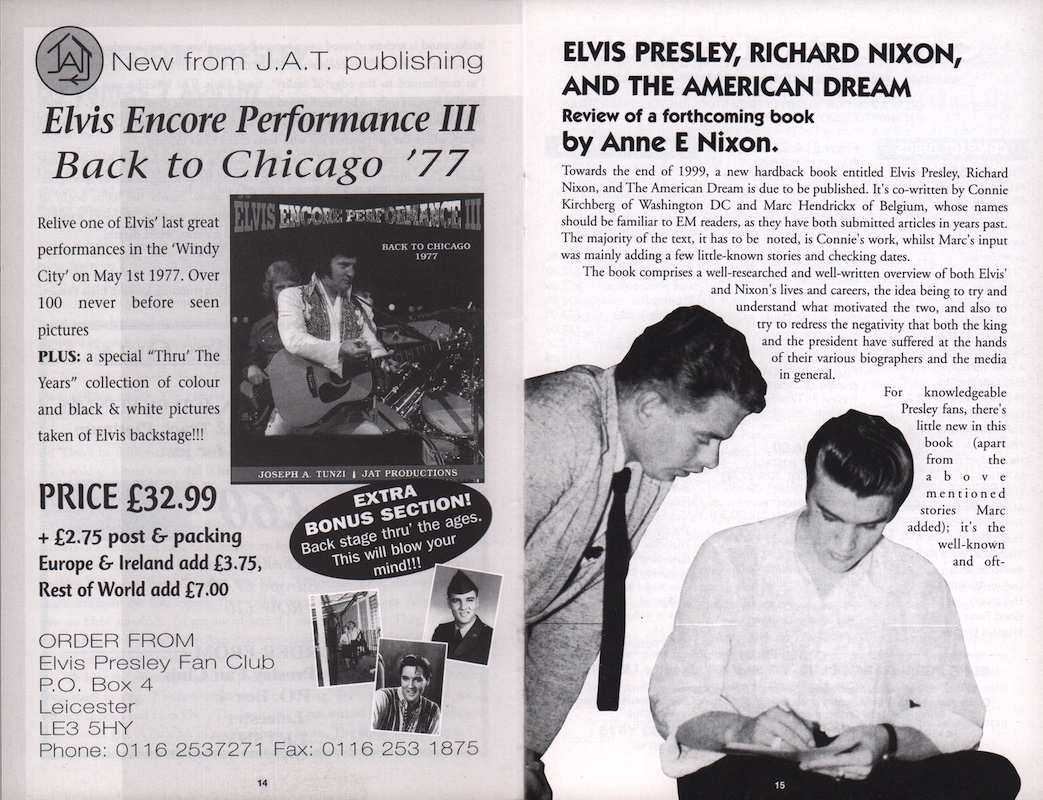 JAT
New from J.A.T. publishing
Elvis Encore Performance III
Back to Chicago ’77
Relive one of Elvis’ last great
performances in the ‘Windy
City’ on May 1st 1977. Over
100 never before seen
pictures
PLUS: a special “Thru’ The
Years” collection of colour
and black & white pictures
taken of Elvis backstage!!!
ELVIS ENCORE PERFORMANCE III
BACK TO CHICAGO
1977
JOSEPH A. TUNZI JAT PRODUCTIONS
PRICE £32.99
+ £2.75 post & packing
Europe & Ireland add £3.75,
Rest of World add £7.00
EXTRA
BONUS SECTION!
Back stage thru’ the ages.
This will blow your
mind!!!
ORDER FROM
Elvis Presley Fan Club
P.O. Box 4
Leicester
LE3 5HY
Phone: 0116 2537271 Fax: 0116 253 1875
14
ELVIS PRESLEY, RICHARD NIXON,
AND THE AMERICAN DREAM
Review of a forthcoming book
by Anne E Nixon.
Towards the end of 1999, a new hardback book entitled Elvis Presley, Richard
Nixon, and The American Dream is due to be published. It's co-written by Connie
Kirchberg of Washington DC and Marc Hendrickx of Belgium, whose names
should be familiar to EM readers, as they have both submitted articles in years past.
The majority of the text, it has to be noted, is Connie's work, whilst Marc's input
was mainly adding a few little-known stories and checking dates.
The book comprises a well-researched and well-written overview of both Elvis'
and Nixon's lives and careers, the idea being to try and
understand what motivated the two, and also to
try to redress the negativity that both the king
and the president have suffered at the hands
of their various biographers and the media
in general.
For knowledgeable
Presley fans, there's
little new in this
book (apart
from the
above
mentioned
stories Marc
added); it's the
well-known
and oft-
15